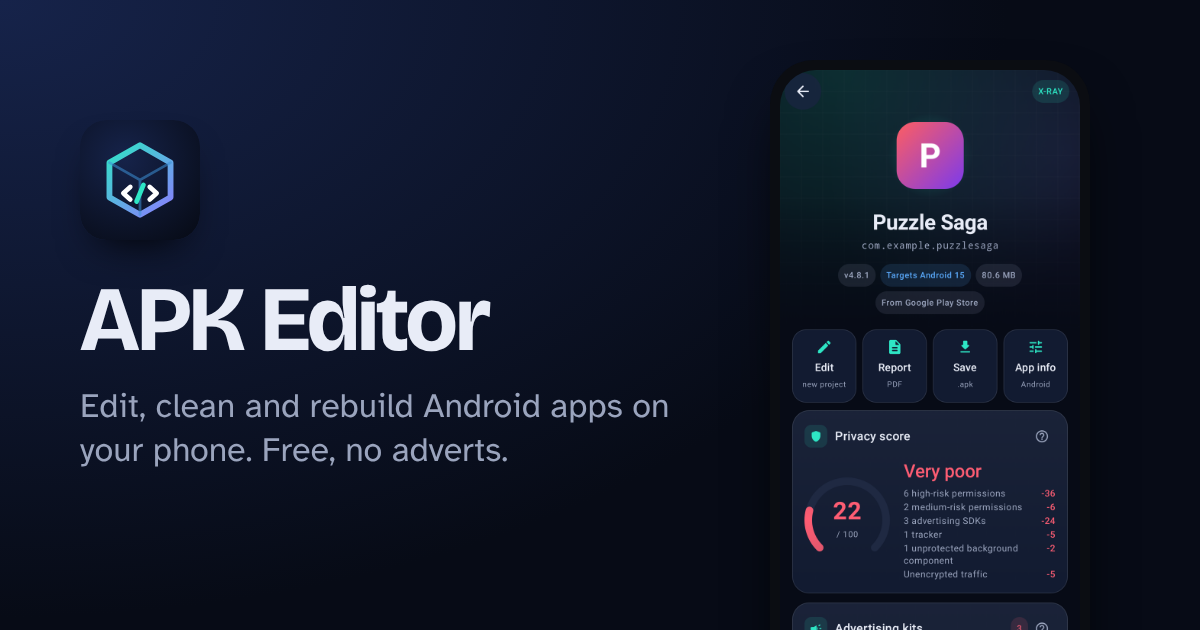 </>
APK Editor
Edit, clean and rebuild Android apps on
your phone. Free, no adverts.
X-RAY
P
Puzzle Saga
com.example.puzzlesaga
v4.8.1 Targets Android 15 80.6 MB
From Google Play Store
Edit Report Save App info
new project PDF .apk Android
Privacy score ?
Very poor
22
/ 100
6 high-risk permissions -36
2 medium-risk permissions -6
3 advertising SDKs -24
1 tracker -5
1 unprotected background -2
component
Unencrypted traffic -5
Advertising kits 3 ?